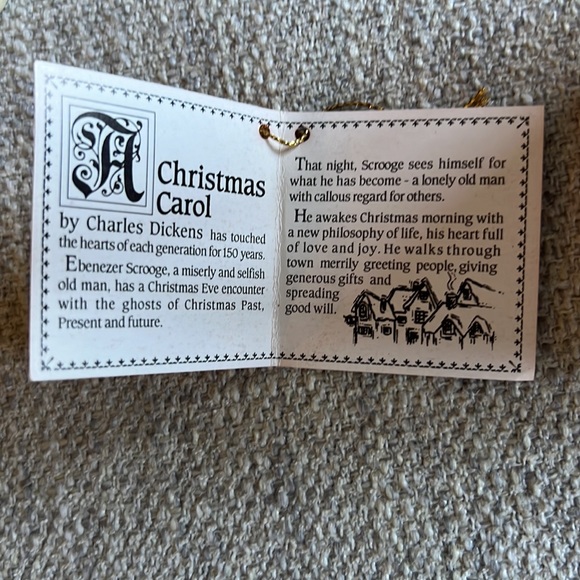 A Christmas
Carol
by Charles Dickens has touched
the hearts of each generation for 150 years.
Ebenezer Scrooge, a miserly and selfish
old man, has a Christmas Eve encounter
with the ghosts of Christmas Past,
Present and future.
That night, Scrooge sees himself for
what he has become - a lonely old man
with callous regard for others.
He awakes Christmas morning with
a new philosophy of life, his heart full
of love and joy. He walks through
town merrily greeting people, giving
generous gifts and
spreading
good will.